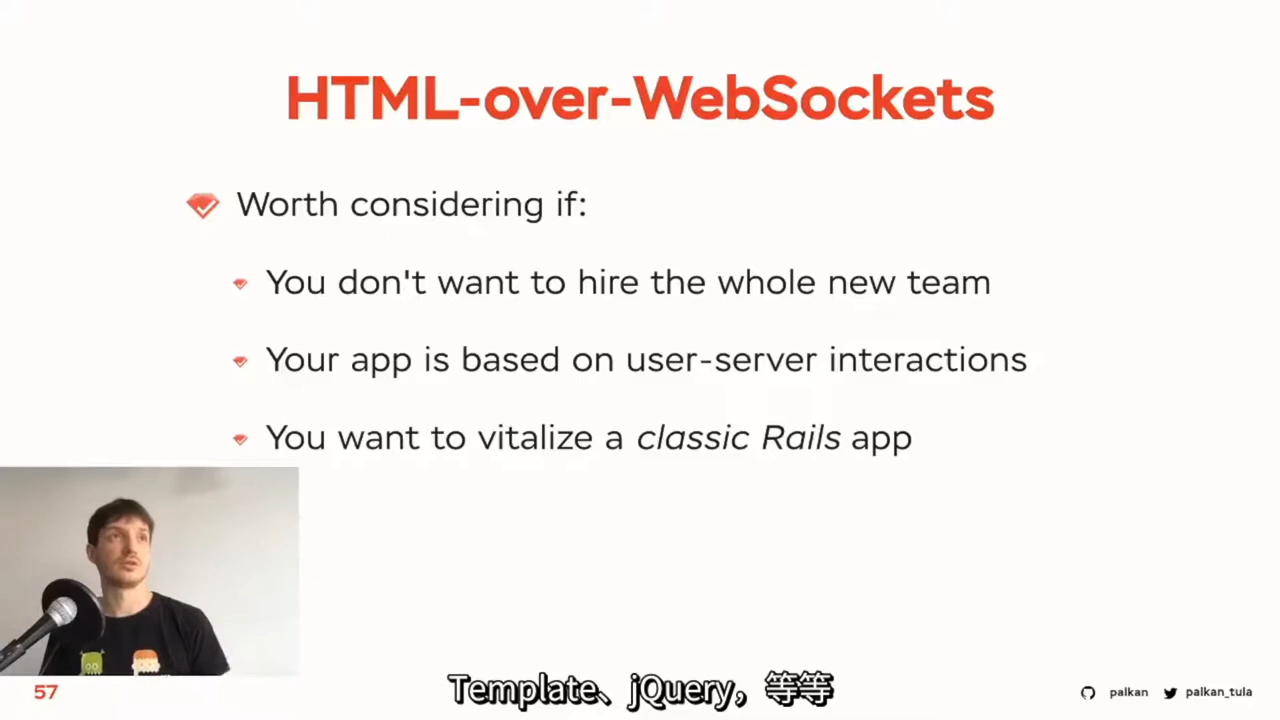 HTML-over-WebSockets
Worth considering if:
You don't want to hire the whole new team
Your app is based on user-server interactions
You want to vitalize a classic Rails app
Template、jQuery，等等
57
palkan
palkan_tula